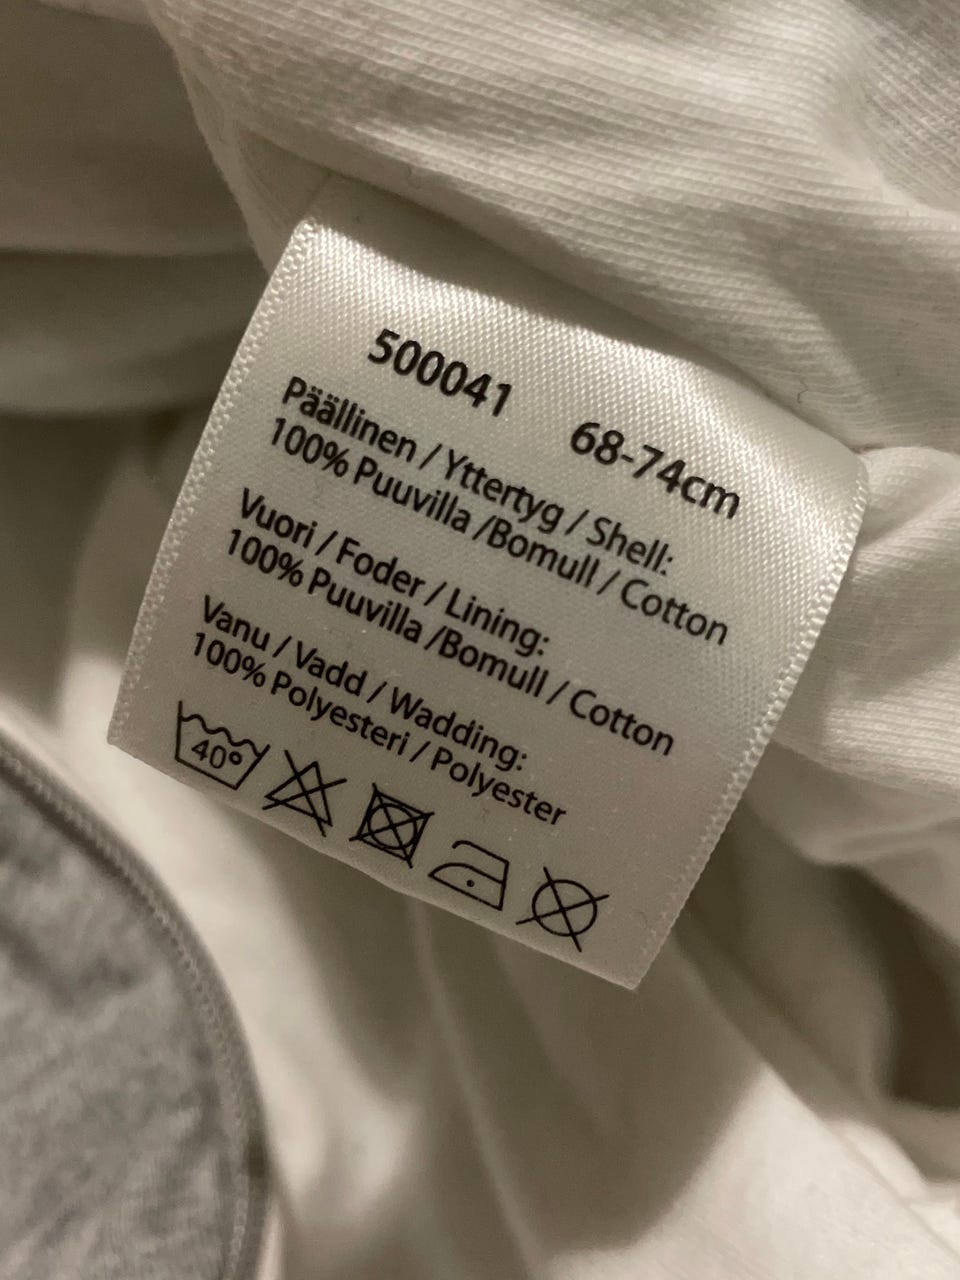 500041 68-74cm
Päällinen / Yttertyg / Shell:
100% Puuvilla /Bomull / Cotton
Vuori / Foder / Lining:
100% Puuvilla /Bomull / Cotton
Vanu / Vadd / Wadding:
100% Polyesteri / Polyester
40°